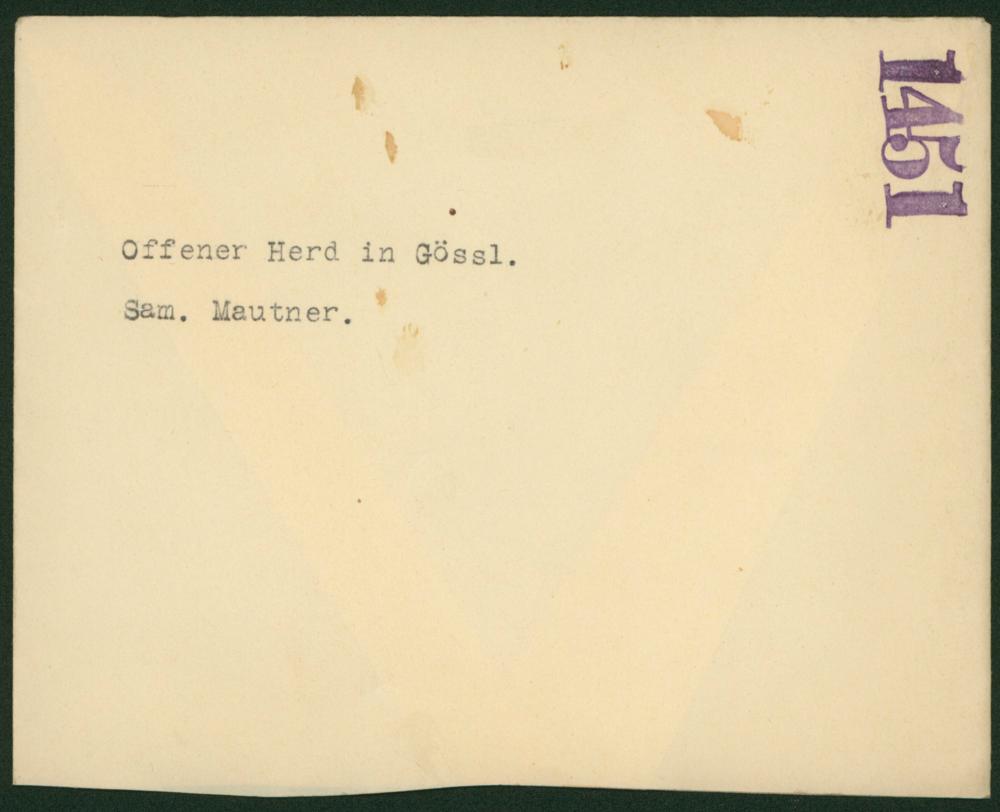 Offener Herd in Gössl.
Sam. Mautner.
1451